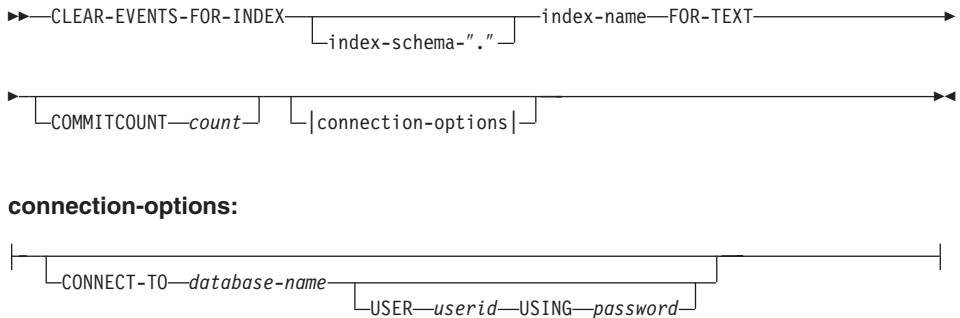 CLEAR-EVENTS-FOR-INDEX index-name FOR-TEXT
index-schema-"."
COMMITCOUNT count |connection-options|
connection-options:
CONNECT-TO database-name
USER userid USING password